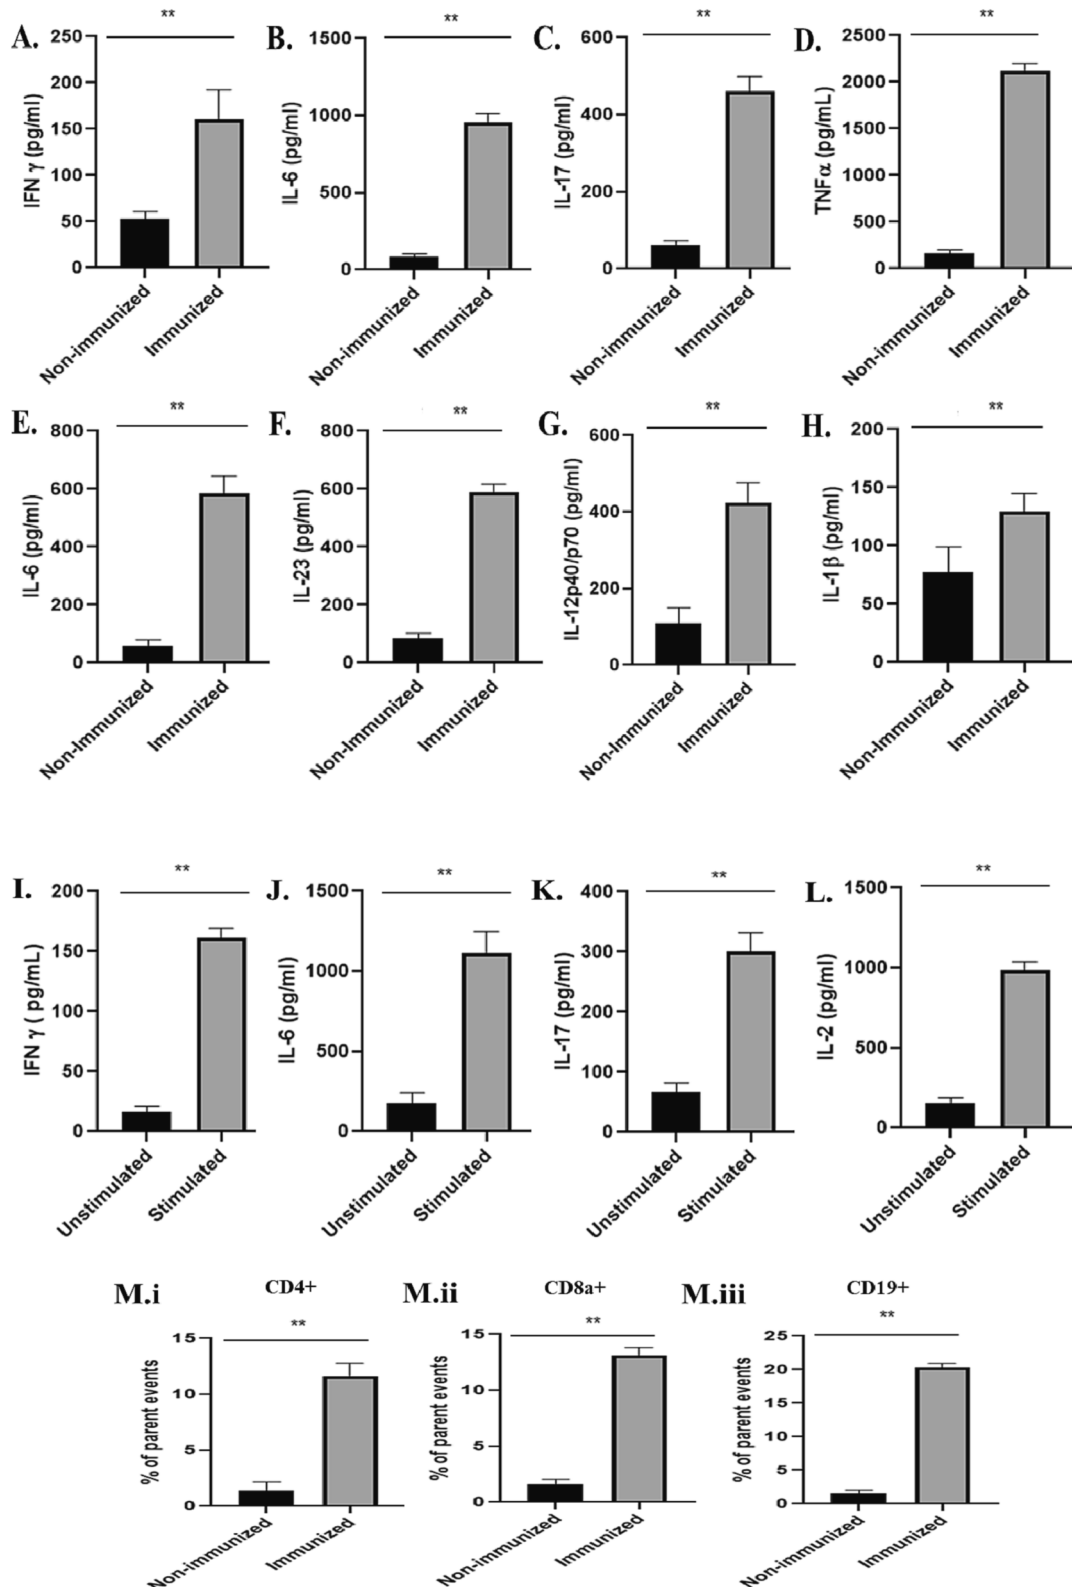 A.
**
IFN γ (pg/ml)
250
200
150
100
50
0
Non-immunized
Immunized
B.
**
IL-6 (pg/ml)
1500
1000
500
0
Non-immunized
Immunized
C.
**
IL-17 (pg/ml)
600
400
200
0
Non-immunized
Immunized
D.
**
TNFα (pg/mL)
2500
2000
1500
1000
500
0
Non-immunized
Immunized
E.
**
IL-6 (pg/ml)
800
600
400
200
0
Non-Immunized
Immunized
F.
**
IL-23 (pg/ml)
800
600
400
200
0
Non-Immunized
Immunized
G.
**
IL-12p40/p70 (pg/ml)
600
400
200
0
Non-Immunized
Immunized
H.
**
IL-1β (pg/ml)
200
150
100
50
0
Non-Immunized
Immunized
I.
**
IFN γ ( pg/mL)
200
150
100
50
0
Unstimulated
Stimulated
J.
**
IL-6 (pg/ml)
1500
1000
500
0
Unstimulated
Stimulated
K.
**
IL-17 (pg/ml)
400
300
200
100
0
Unstimulated
Stimulated
L.
**
IL-2 (pg/ml)
1500
1000
500
0
Unstimulated
Stimulated
M.i
CD4+
**
% of parent events
15
10
5
0
Non-immunized
Immunized
M.ii
CD8a+
**
% of parent events
15
10
5
0
Non-immunized
Immunized
M.iii
CD19+
**
% of parent events
25
20
15
10
5
0
Non-immunized
Immunized